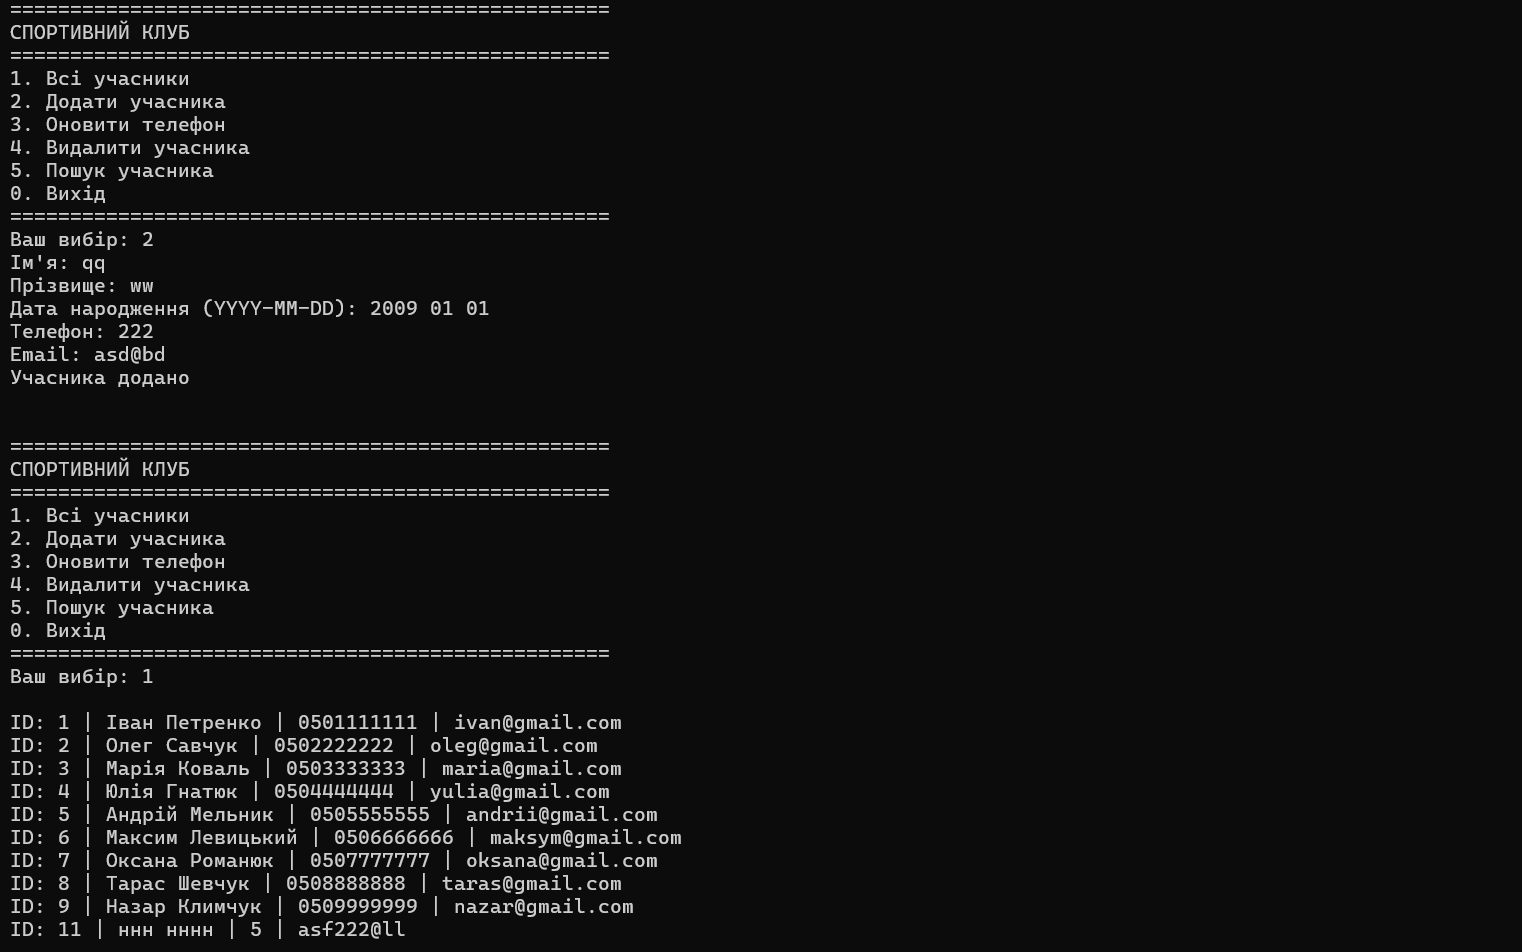 ==================================================
СПОРТИВНИЙ КЛУБ
==================================================
1. Всі учасники
2. Додати учасника
3. Оновити телефон
4. Видалити учасника
5. Пошук учасника
0. Вихід
==================================================
Ваш вибір: 2
Ім'я: qq
Прізвище: ww
Дата народження (YYYY-MM-DD): 2009 01 01
Телефон: 222
Email: asd@bd
Учасника додано
==================================================
СПОРТИВНИЙ КЛУБ
==================================================
1. Всі учасники
2. Додати учасника
3. Оновити телефон
4. Видалити учасника
5. Пошук учасника
0. Вихід
==================================================
Ваш вибір: 1
ID: 1 | Іван Петренко | 0501111111 | ivan@gmail.com
ID: 2 | Олег Савчук | 0502222222 | oleg@gmail.com
ID: 3 | Марія Коваль | 0503333333 | maria@gmail.com
ID: 4 | Юлія Гнатюк | 0504444444 | yulia@gmail.com
ID: 5 | Андрій Мельник | 0505555555 | andrii@gmail.com
ID: 6 | Максим Левицький | 0506666666 | maksym@gmail.com
ID: 7 | Оксана Романюк | 0507777777 | oksana@gmail.com
ID: 8 | Тарас Шевчук | 0508888888 | taras@gmail.com
ID: 9 | Назар Климчук | 0509999999 | nazar@gmail.com
ID: 11 | ннн нннн | 5 | asf222@ll